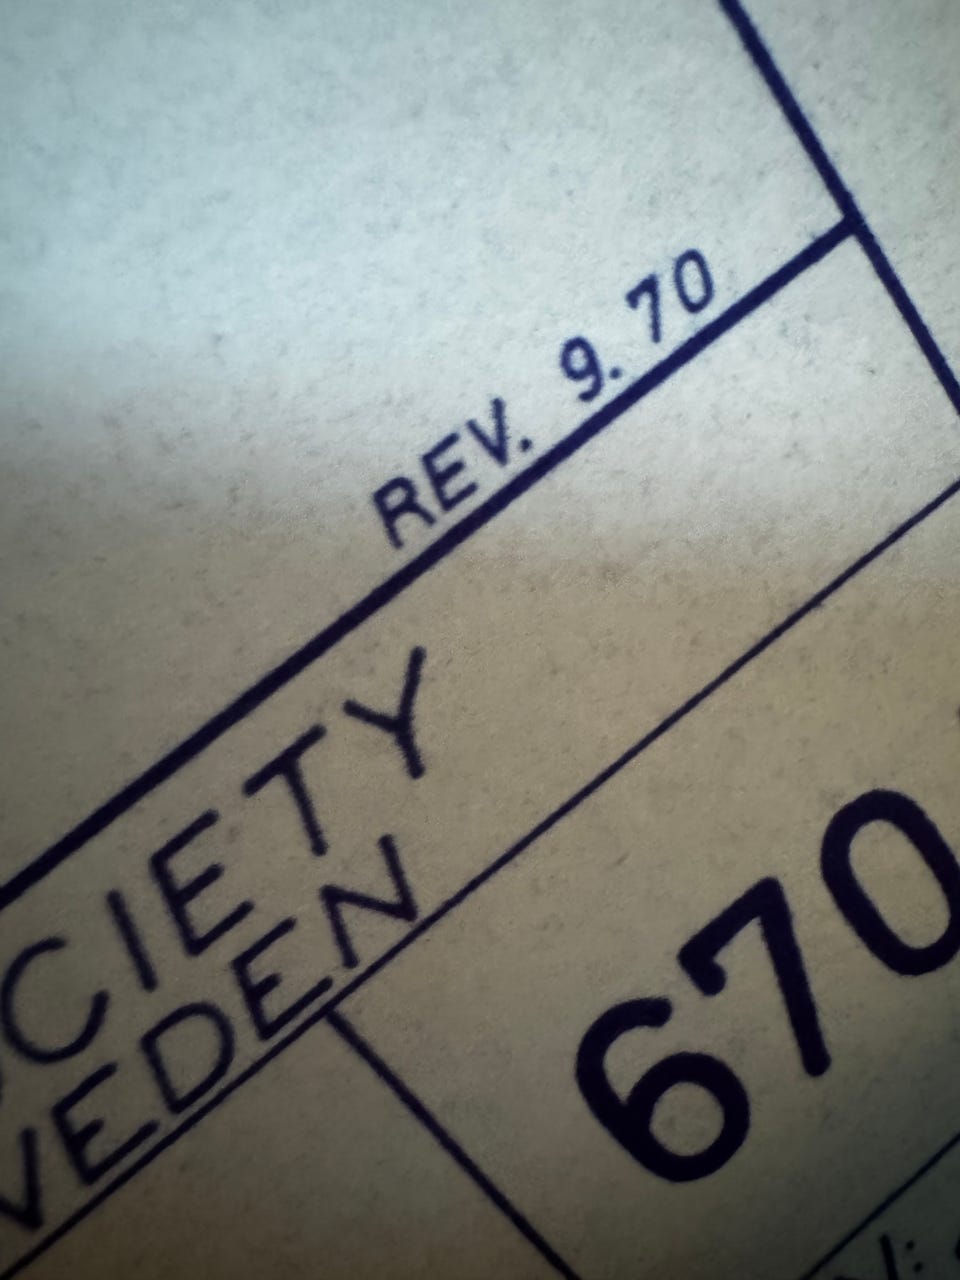 REV. 9. 70
CIETY
VEDEN
670